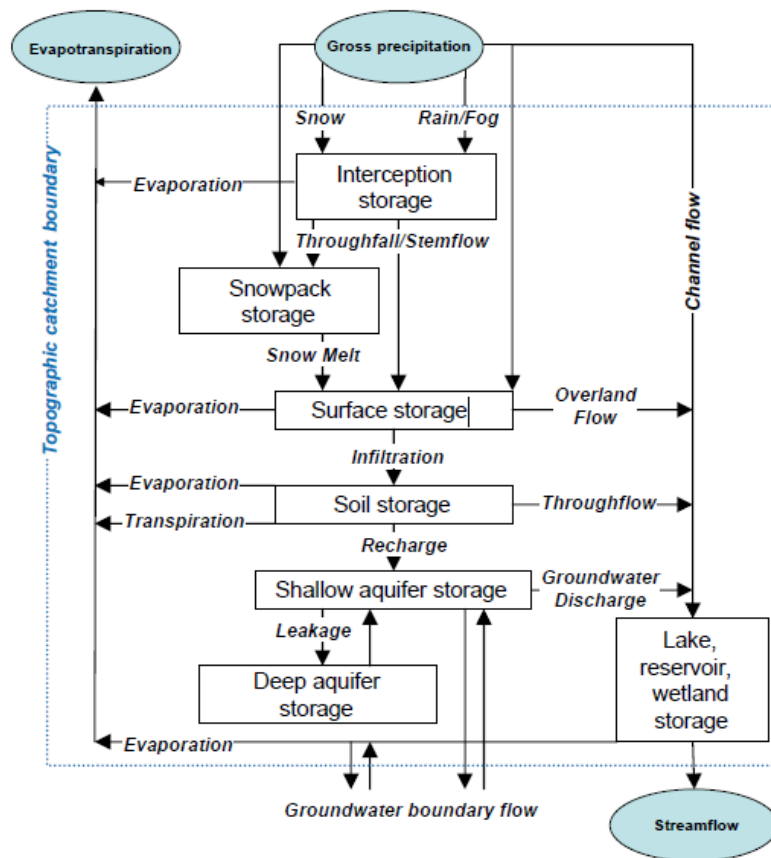 Evapotranspiration
Gross precipitation
Snow
Rain/Fog
Evaporation
Interception
storage
Throughfall/Stemflow
Snowpack
storage
Snow Melt
Evaporation
Surface storage
Overland
Flow
Infiltration
Evaporation
Transpiration
Soil storage
Throughflow
Recharge
Shallow aquifer storage
Groundwater
Discharge
Leakage
Deep aquifer
storage
Lake,
reservoir,
wetland
storage
Evaporation
Groundwater boundary flow
Streamflow
Topographic catchment boundary
Channel flow